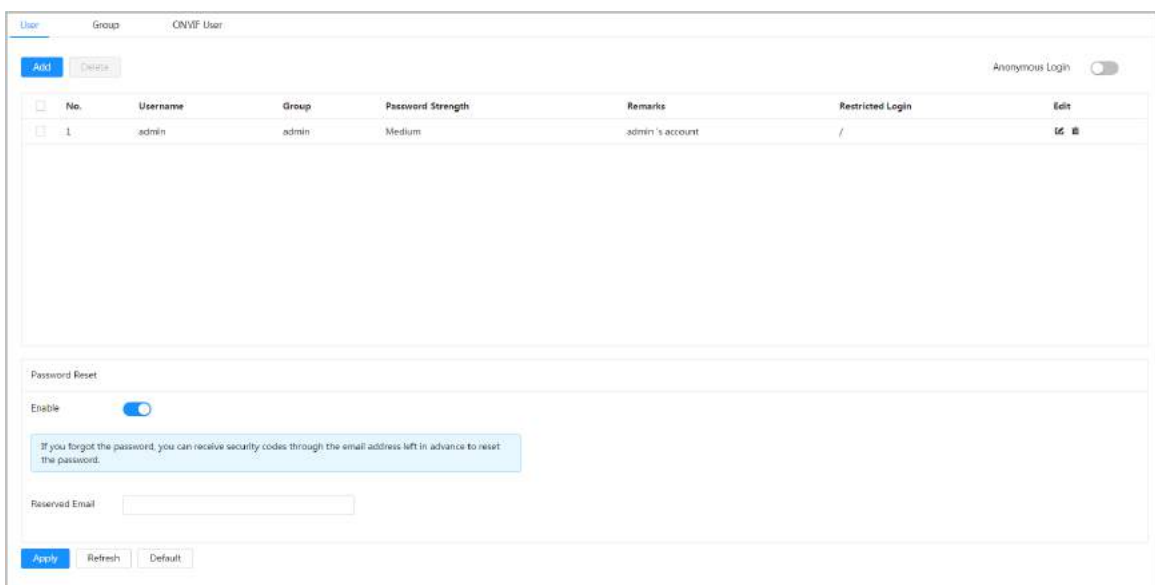 User Group ONVIF User
Add Delete Anonymous Login
No. Username Group Password Strength Remarks Restricted Login Edit
1 admin admin Medium admin 's account /
Password Reset
Enable
If you forgot the password, you can receive security codes through the email address left in advance to reset
the password.
Reserved Email
Apply Refresh Default